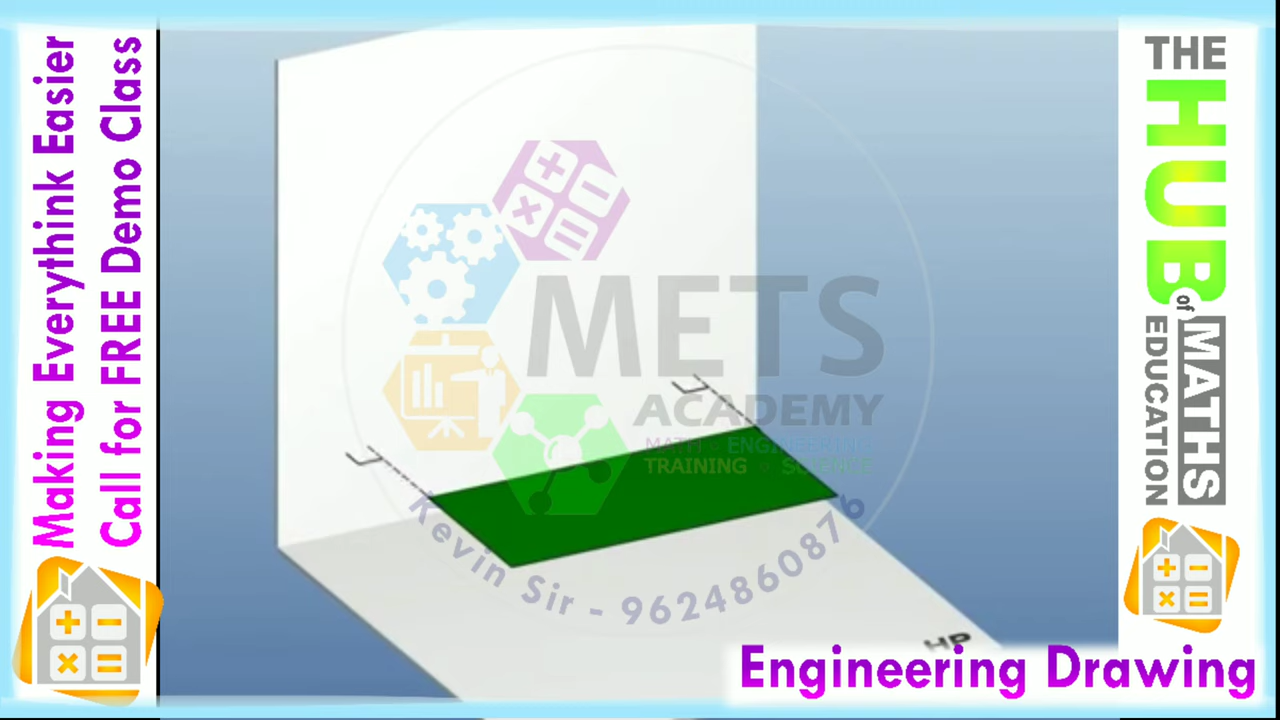 Making Everythink Easier
Call for FREE Demo Class
METS
ACADEMY
MATH ◦ ENGINEERING
TRAINING ◦ SCIENCE
Kevin Sir - 9624860876
HP
THE
HUB
of
MATHS
EDUCATION
Engineering Drawing